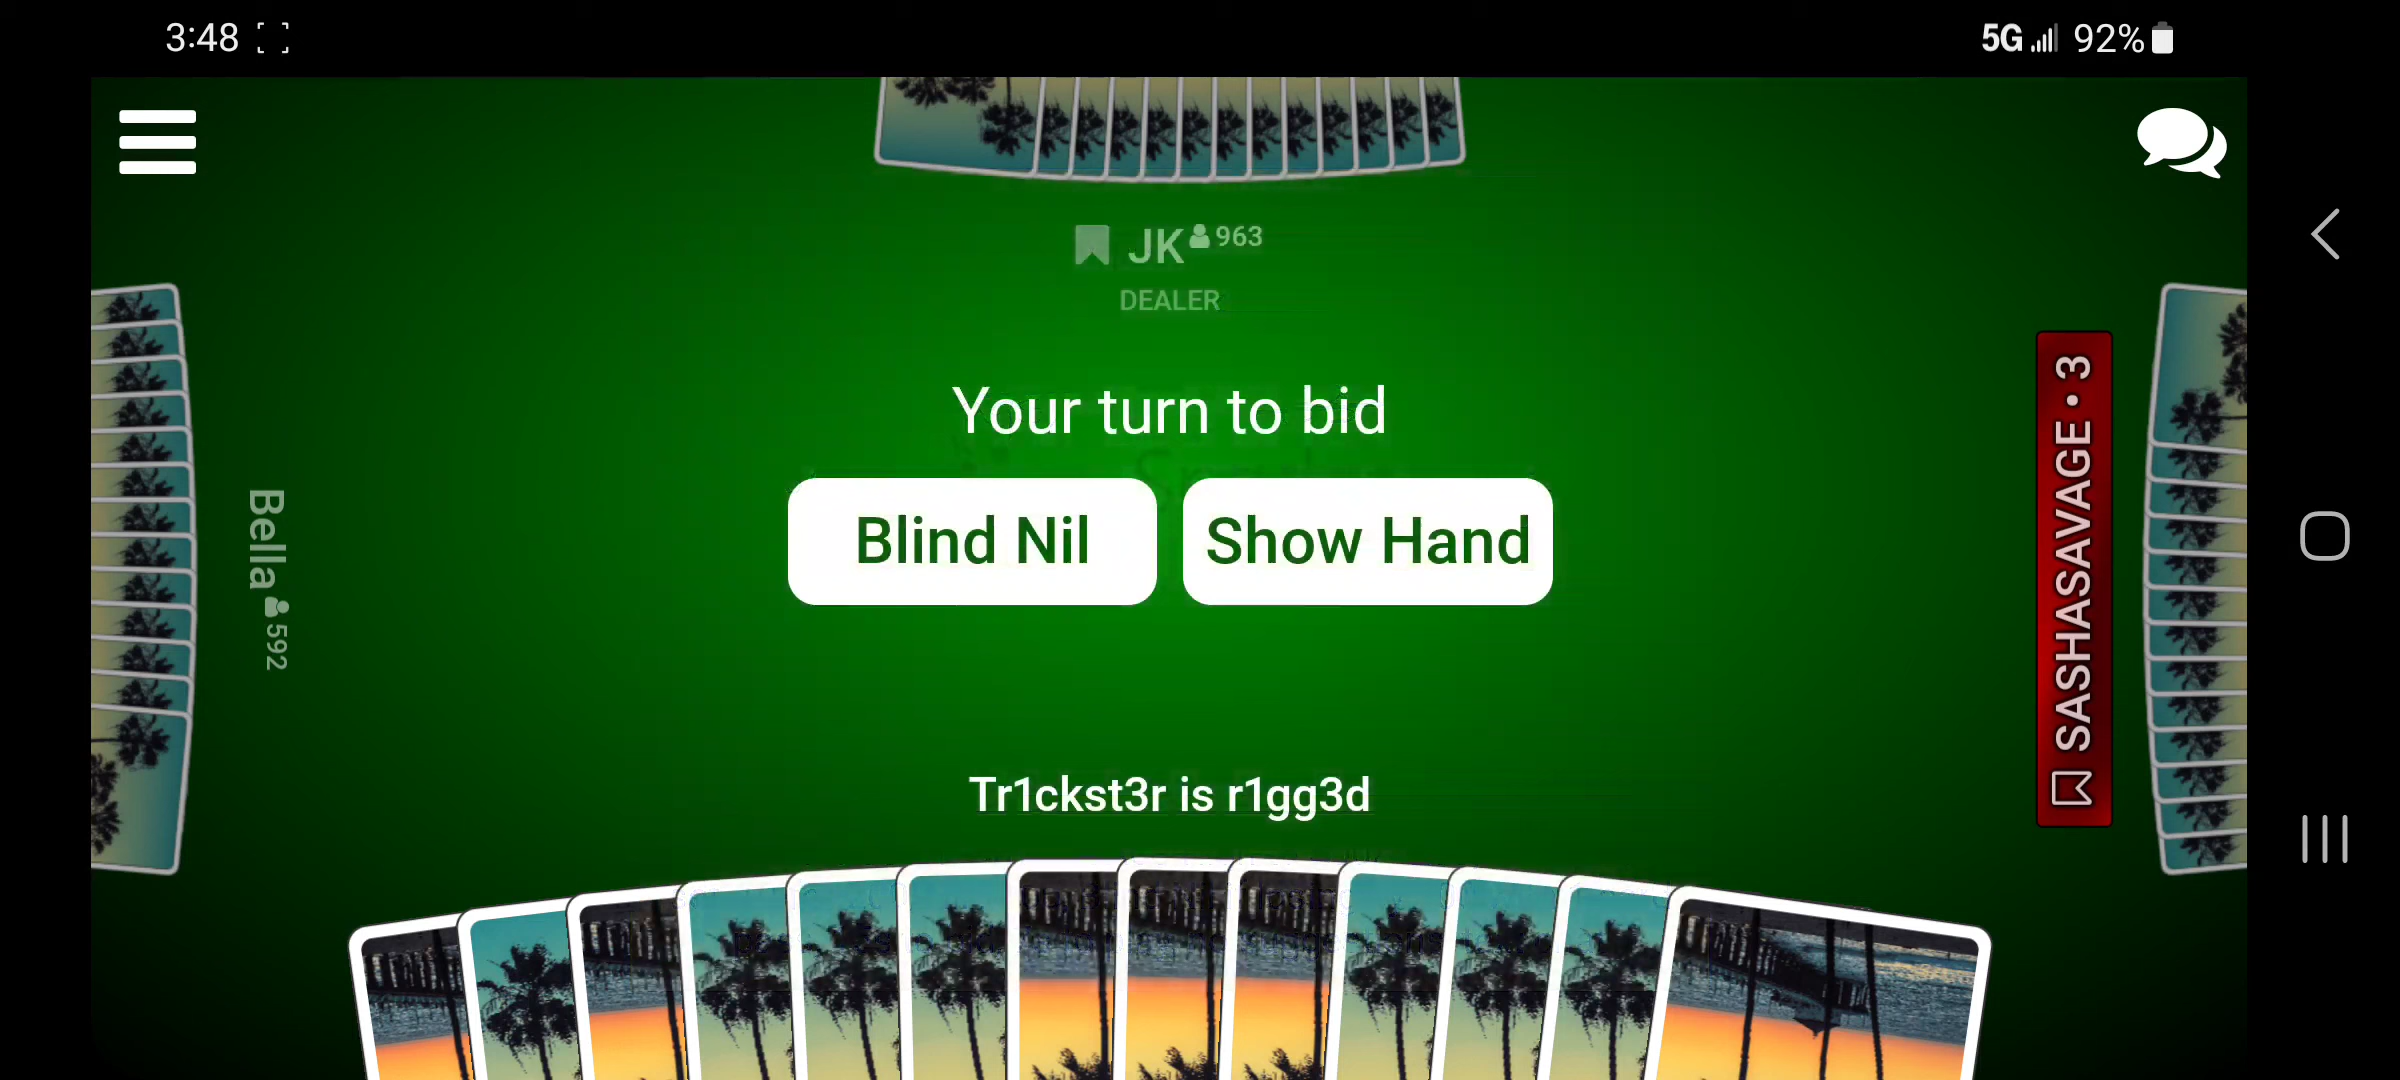 3:48
5G 92%
JK 963
DEALER
Your turn to bid
Blind Nil
Show Hand
Bella 592
SASHASAVAGE • 3
Tr1ckst3r is r1gg3d